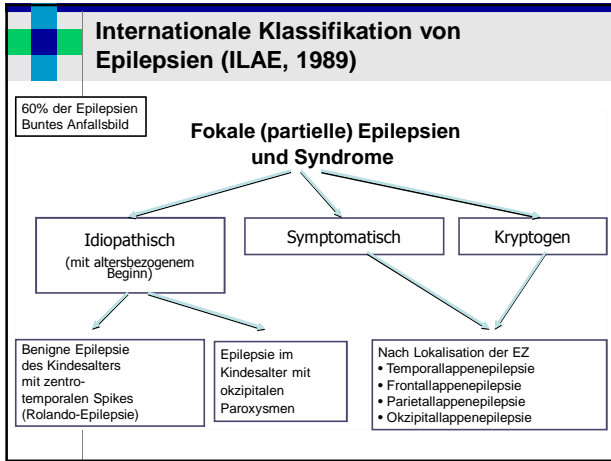 Internationale Klassifikation von
Epilepsien (ILAE, 1989)
60% der Epilepsien
Buntes Anfallsbild
Fokale (partielle) Epilepsien
und Syndrome
Idiopathisch
(mit altersbezogenem
Beginn)
Symptomatisch
Kryptogen
Benigne Epilepsie
des Kindesalters
mit zentro-
temporalen Spikes
(Rolando-Epilepsie)
Epilepsie im
Kindesalter mit
okzipitalen
Paroxysmen
Nach Lokalisation der EZ
• Temporallappenepilepsie
• Frontallappenepilepsie
• Parietallappenepilepsie
• Okzipitallappenepilepsie